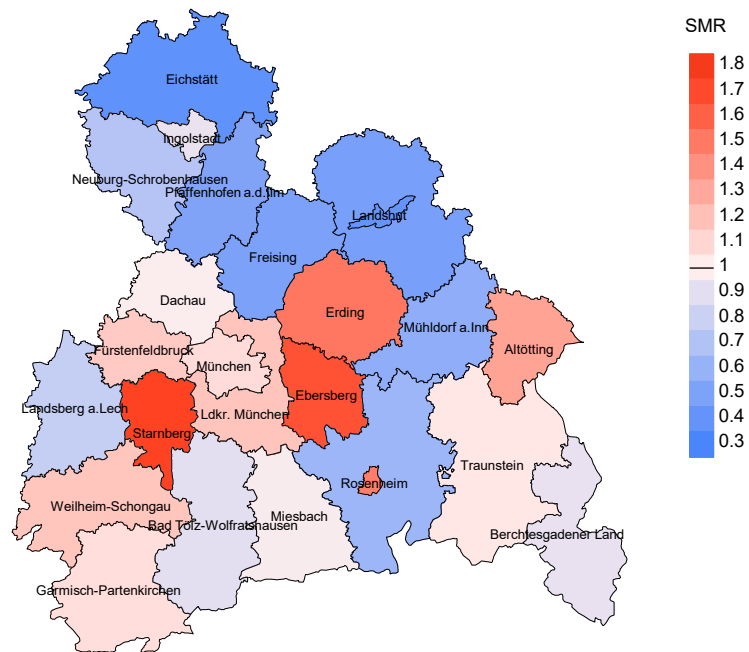 SMR
1.8
1.7
1.6
1.5
1.4
1.3
1.2
1.1
1
0.9
0.8
0.7
0.6
0.5
0.4
0.3
Eichstätt
Ingolstadt
Neuburg-Schrobenhausen
Pfaffenhofen a.d.Ilm
Landshut
Freising
Dachau
Erding
Mühldorf a.Inn
Altötting
Fürstenfeldbruck
München
Ebersberg
Landsberg a.Lech
Ldkr. München
Starnberg
Traunstein
Rosenheim
Weilheim-Schongau
Miesbach
Bad Tölz-Wolfratshausen
Berchtesgadener Land
Garmisch-Partenkirchen